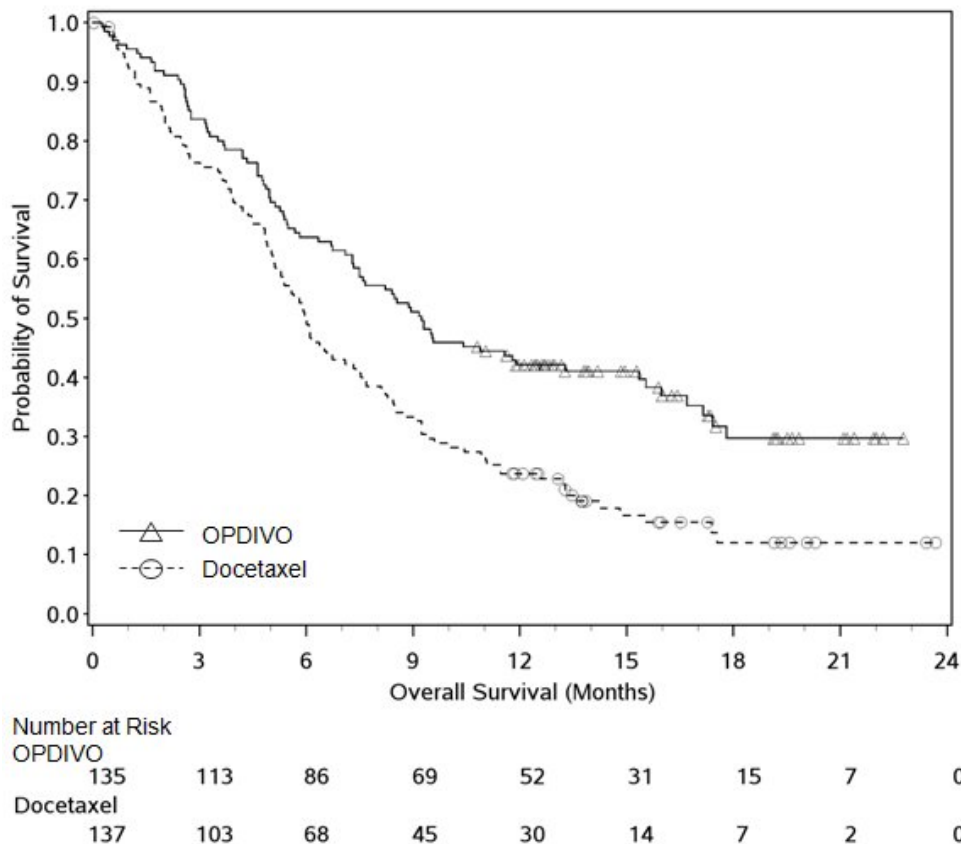 1.0
0.9
0.8
0.7
0.6
0.5
0.4
0.3
0.2
0.1
0.0
Probability of Survival
OPDIVO
Docetaxel
0 3 6 9 12 15 18 21 24
Overall Survival (Months)
Number at Risk
OPDIVO
135 113 86 69 52 31 15 7 0
Docetaxel
137 103 68 45 30 14 7 2 0